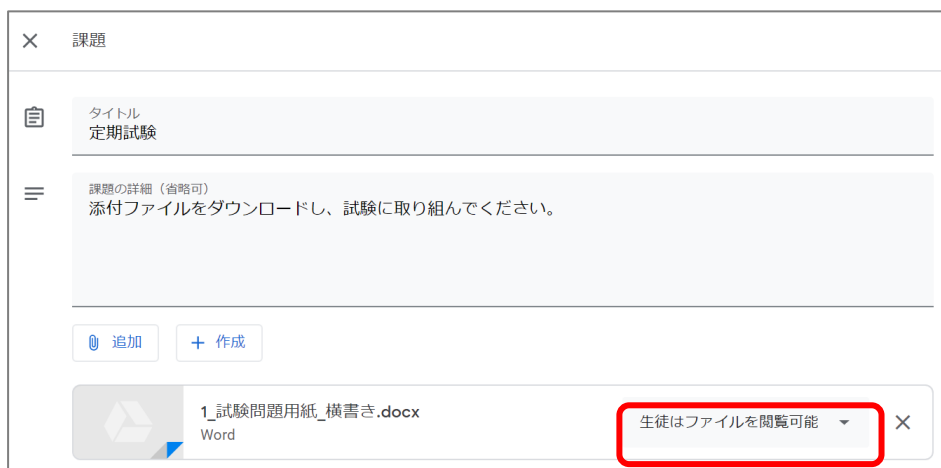 課題
タイトル
定期試験
課題の詳細（省略可）
添付ファイルをダウンロードし、試験に取り組んでください。
追加
作成
1_試験問題用紙_横書き.docx
Word
生徒はファイルを閲覧可能